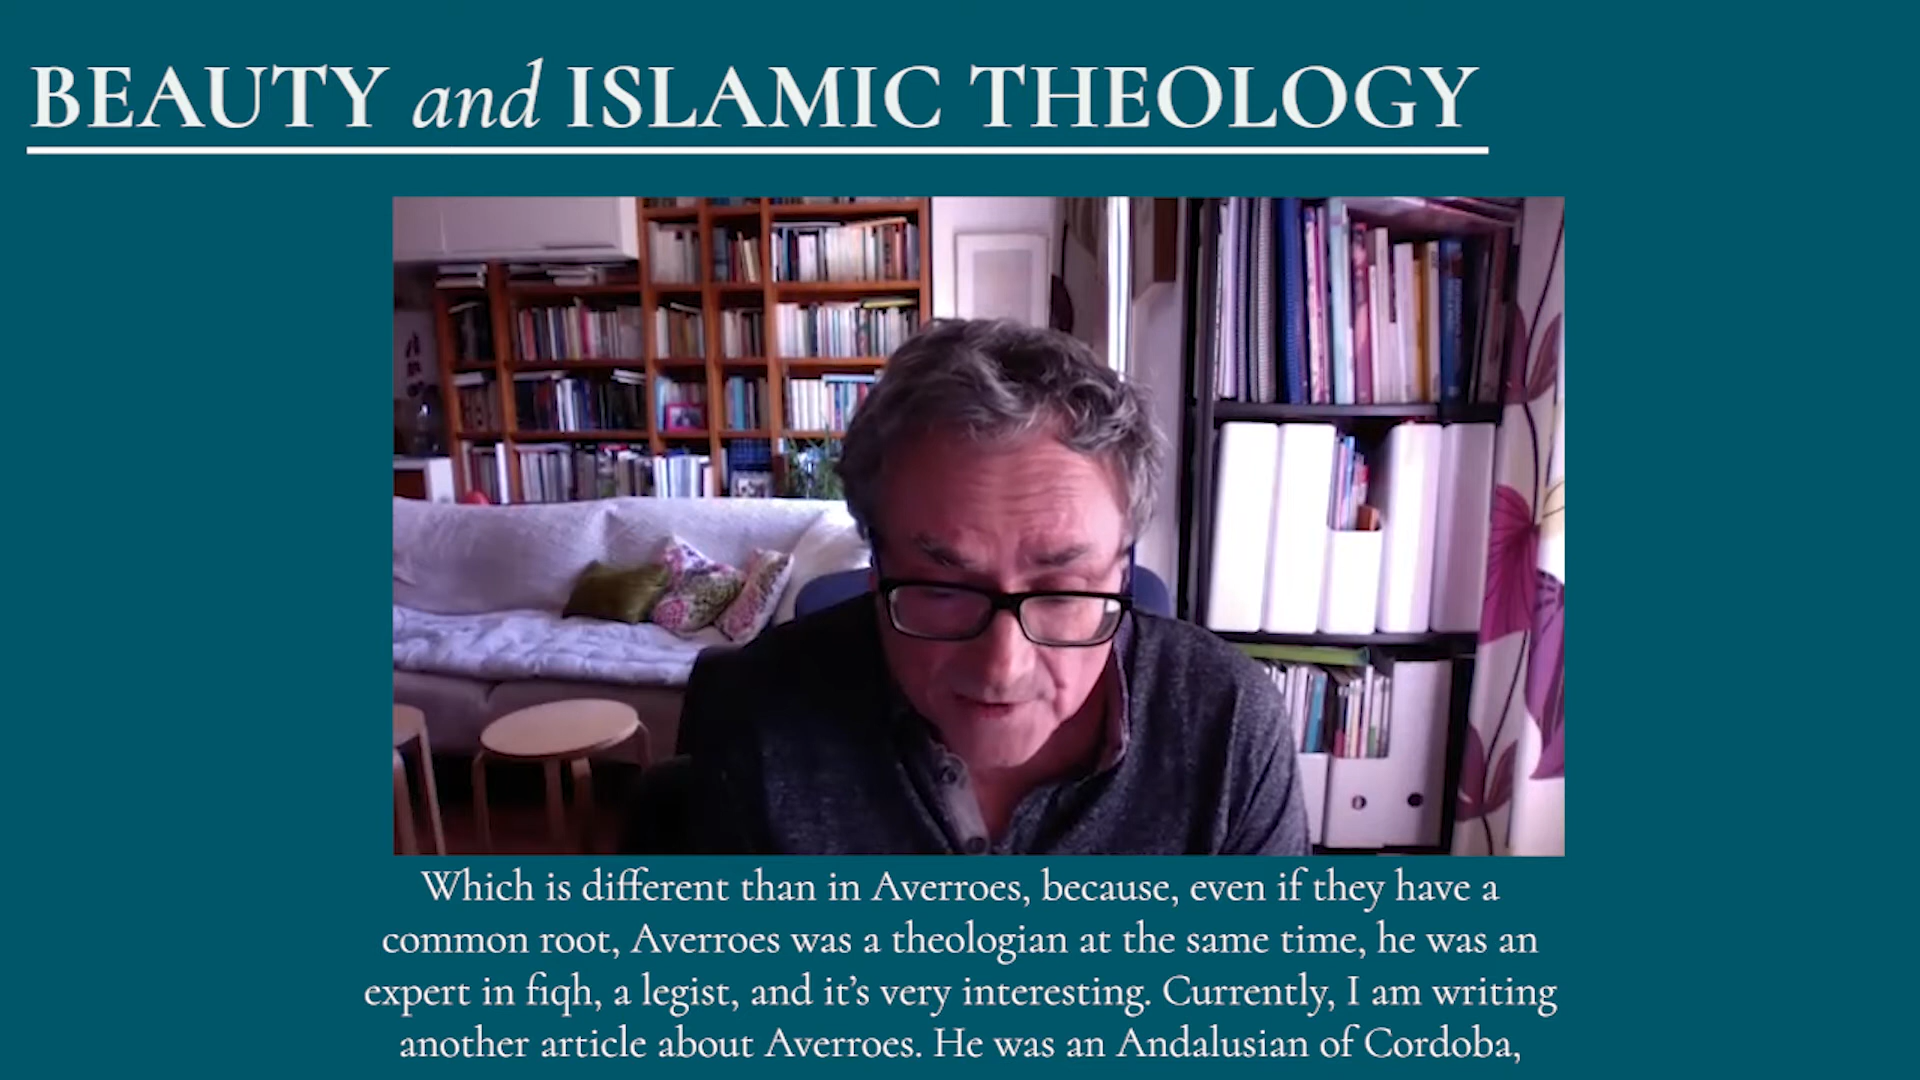 BEAUTY and ISLAMIC THEOLOGY
Which is different than in Averroes, because, even if they have a
common root, Averroes was a theologian at the same time, he was an
expert in fiqh, a legist, and it’s very interesting. Currently, I am writing
another article about Averroes. He was an Andalusian of Cordoba,